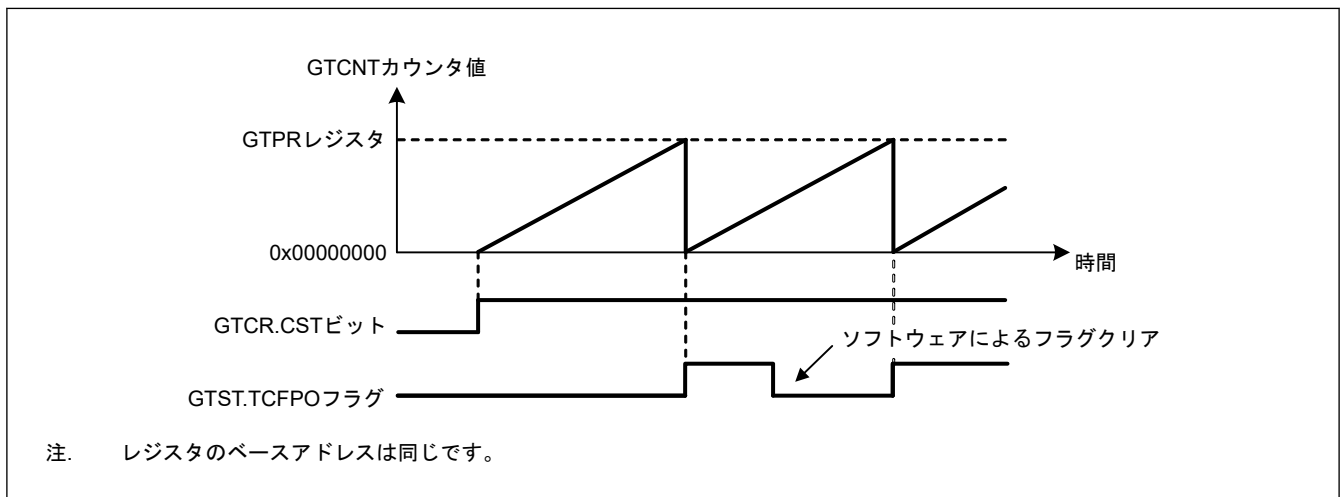 GTCNTカウンタ値
GTPRレジスタ
0x00000000
時間
GTCR.CSTビット
ソフトウェアによるフラグクリア
GTST.TCFPOフラグ
注. レジスタのベースアドレスは同じです。